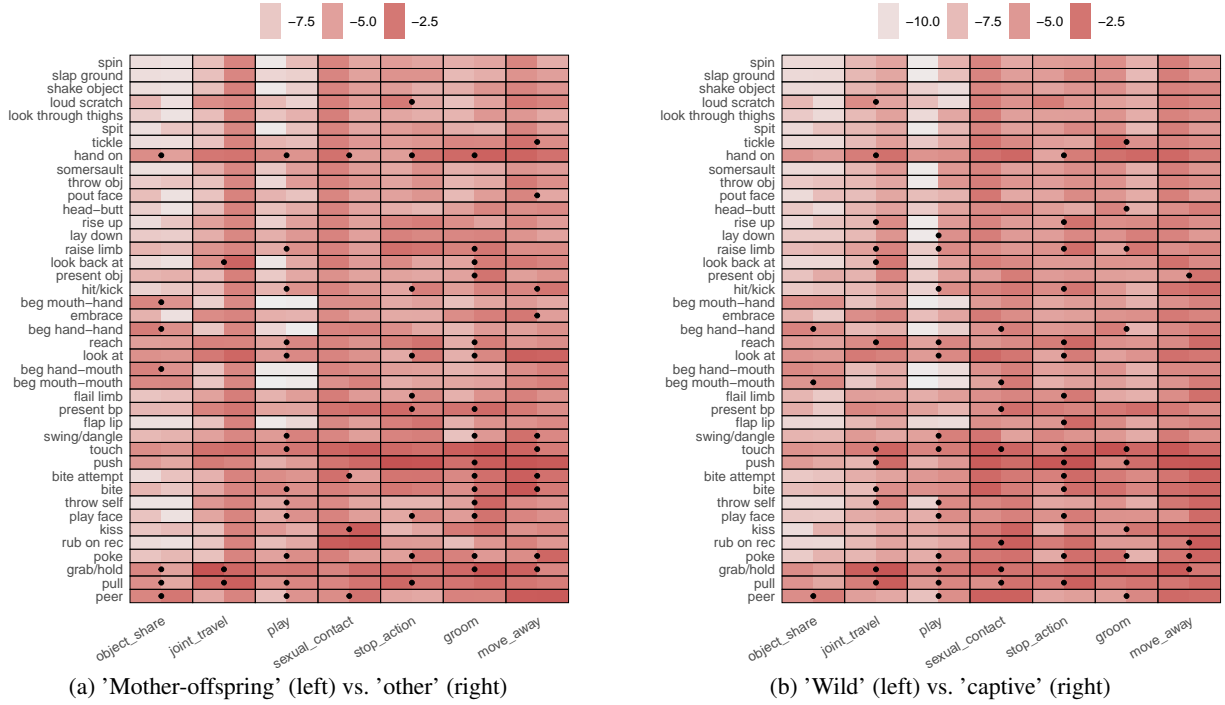 −7.5 −5.0 −2.5
−10.0 −7.5 −5.0 −2.5
spin
slap ground
shake object
loud scratch
look through thighs
spit
tickle
hand on
somersault
throw obj
pout face
head−butt
rise up
lay down
raise limb
look back at
present obj
hit/kick
beg mouth−hand
embrace
beg hand−hand
reach
look at
beg hand−mouth
beg mouth−mouth
flail limb
present bp
flap lip
swing/dangle
touch
push
bite attempt
bite
throw self
play face
kiss
rub on rec
poke
grab/hold
pull
peer
object_share
joint_travel
play
sexual_contact
stop_action
groom
move_away
(a) 'Mother-offspring' (left) vs. 'other' (right)
spin
slap ground
shake object
loud scratch
look through thighs
spit
tickle
hand on
somersault
throw obj
pout face
head−butt
rise up
lay down
raise limb
look back at
present obj
hit/kick
beg mouth−hand
embrace
beg hand−hand
reach
look at
beg hand−mouth
beg mouth−mouth
flail limb
present bp
flap lip
swing/dangle
touch
push
bite attempt
bite
throw self
play face
kiss
rub on rec
poke
grab/hold
pull
peer
object_share
joint_travel
play
sexual_contact
stop_action
groom
move_away
(b) 'Wild' (left) vs. 'captive' (right)